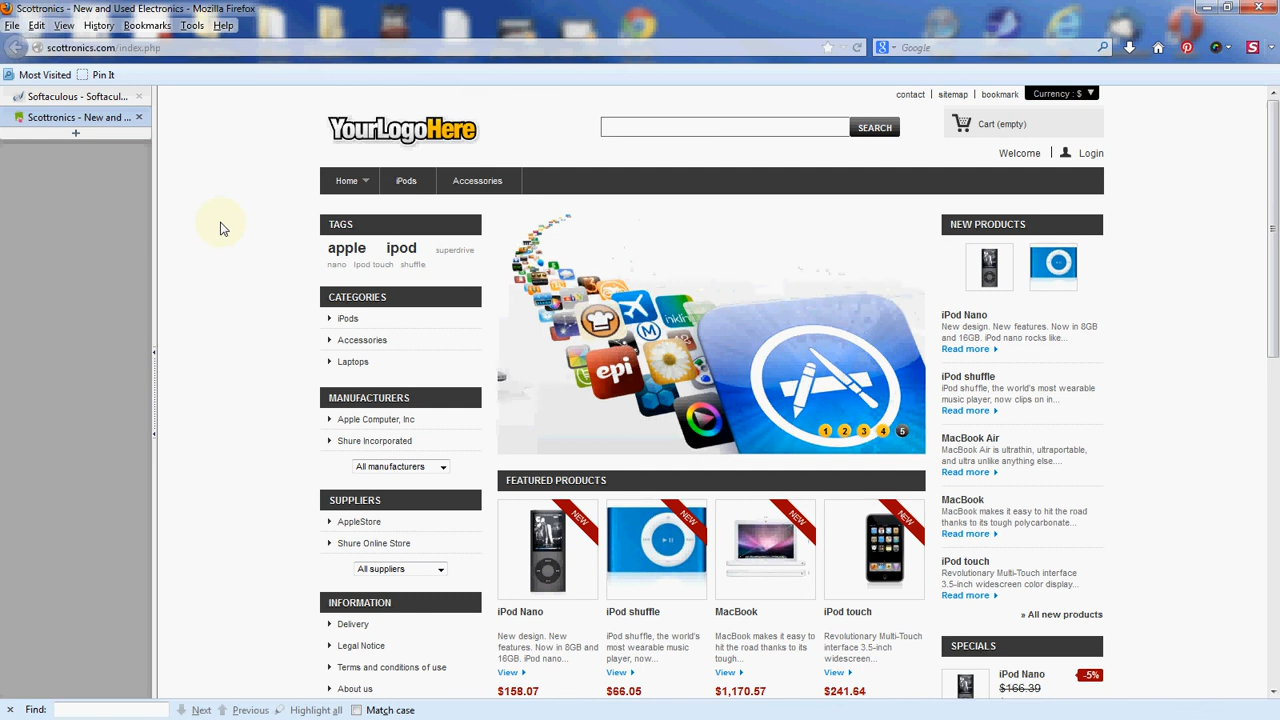 Scottronics - New and Used Electronics - Mozilla Firefox
File Edit View History Bookmarks Tools Help
scottronics.com/index.php
Google
Most Visited Pin It
Softaculous - Softacul...
Scottronics - New and ...
contact sitemap bookmark Currency : $
YourLogoHere
SEARCH
Cart (empty)
Welcome Login
Home iPods Accessories
TAGS
apple ipod superdrive
nano Ipod touch shuffle
CATEGORIES
iPods
Accessories
Laptops
MANUFACTURERS
Apple Computer, Inc
Shure Incorporated
All manufacturers
SUPPLIERS
AppleStore
Shure Online Store
All suppliers
INFORMATION
Delivery
Legal Notice
Terms and conditions of use
About us
epi
1 2 3 4 5
FEATURED PRODUCTS
NEW
NEW
NEW
NEW
iPod Nano
New design. New
features. Now in 8GB and
16GB. iPod nano...
View
$158.07
iPod shuffle
iPod shuffle, the world's
most wearable music
player, now...
View
$66.05
MacBook
MacBook makes it easy to
hit the road thanks to its
tough...
View
$1,170.57
iPod touch
Revolutionary Multi-Touch
interface 3.5-inch
widescreen...
View
$241.64
NEW PRODUCTS
iPod Nano
New design. New features. Now in 8GB
and 16GB. iPod nano rocks like...
Read more
iPod shuffle
iPod shuffle, the world's most wearable
music player, now clips on in...
Read more
MacBook Air
MacBook Air is ultrathin, ultraportable,
and ultra unlike anything else....
Read more
MacBook
MacBook makes it easy to hit the road
thanks to its tough polycarbonate...
Read more
iPod touch
Revolutionary Multi-Touch interface
3.5-inch widescreen color display...
Read more
» All new products
SPECIALS
iPod Nano
$166.39 -5%
Find: Next Previous Highlight all Match case